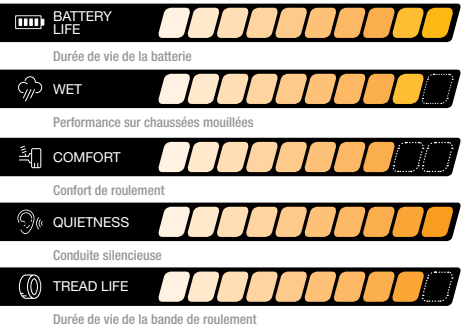 BATTERY
LIFE
Durée de vie de la batterie
WET
Performance sur chaussées mouillées
COMFORT
Confort de roulement
QUIETNESS
Conduite silencieuse
TREAD LIFE
Durée de vie de la bande de roulement